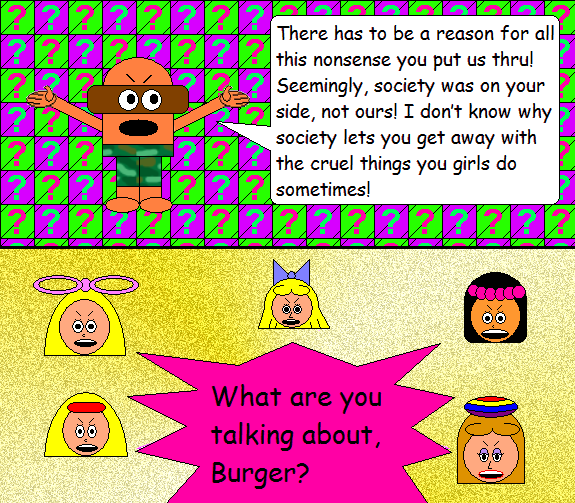 There has to be a reason for all
this nonsense you put us thru!
Seemingly, society was on your
side, not ours! I don't know why
society lets you get away with
the cruel things you girls do
sometimes!
What are you
talking about,
Burger?